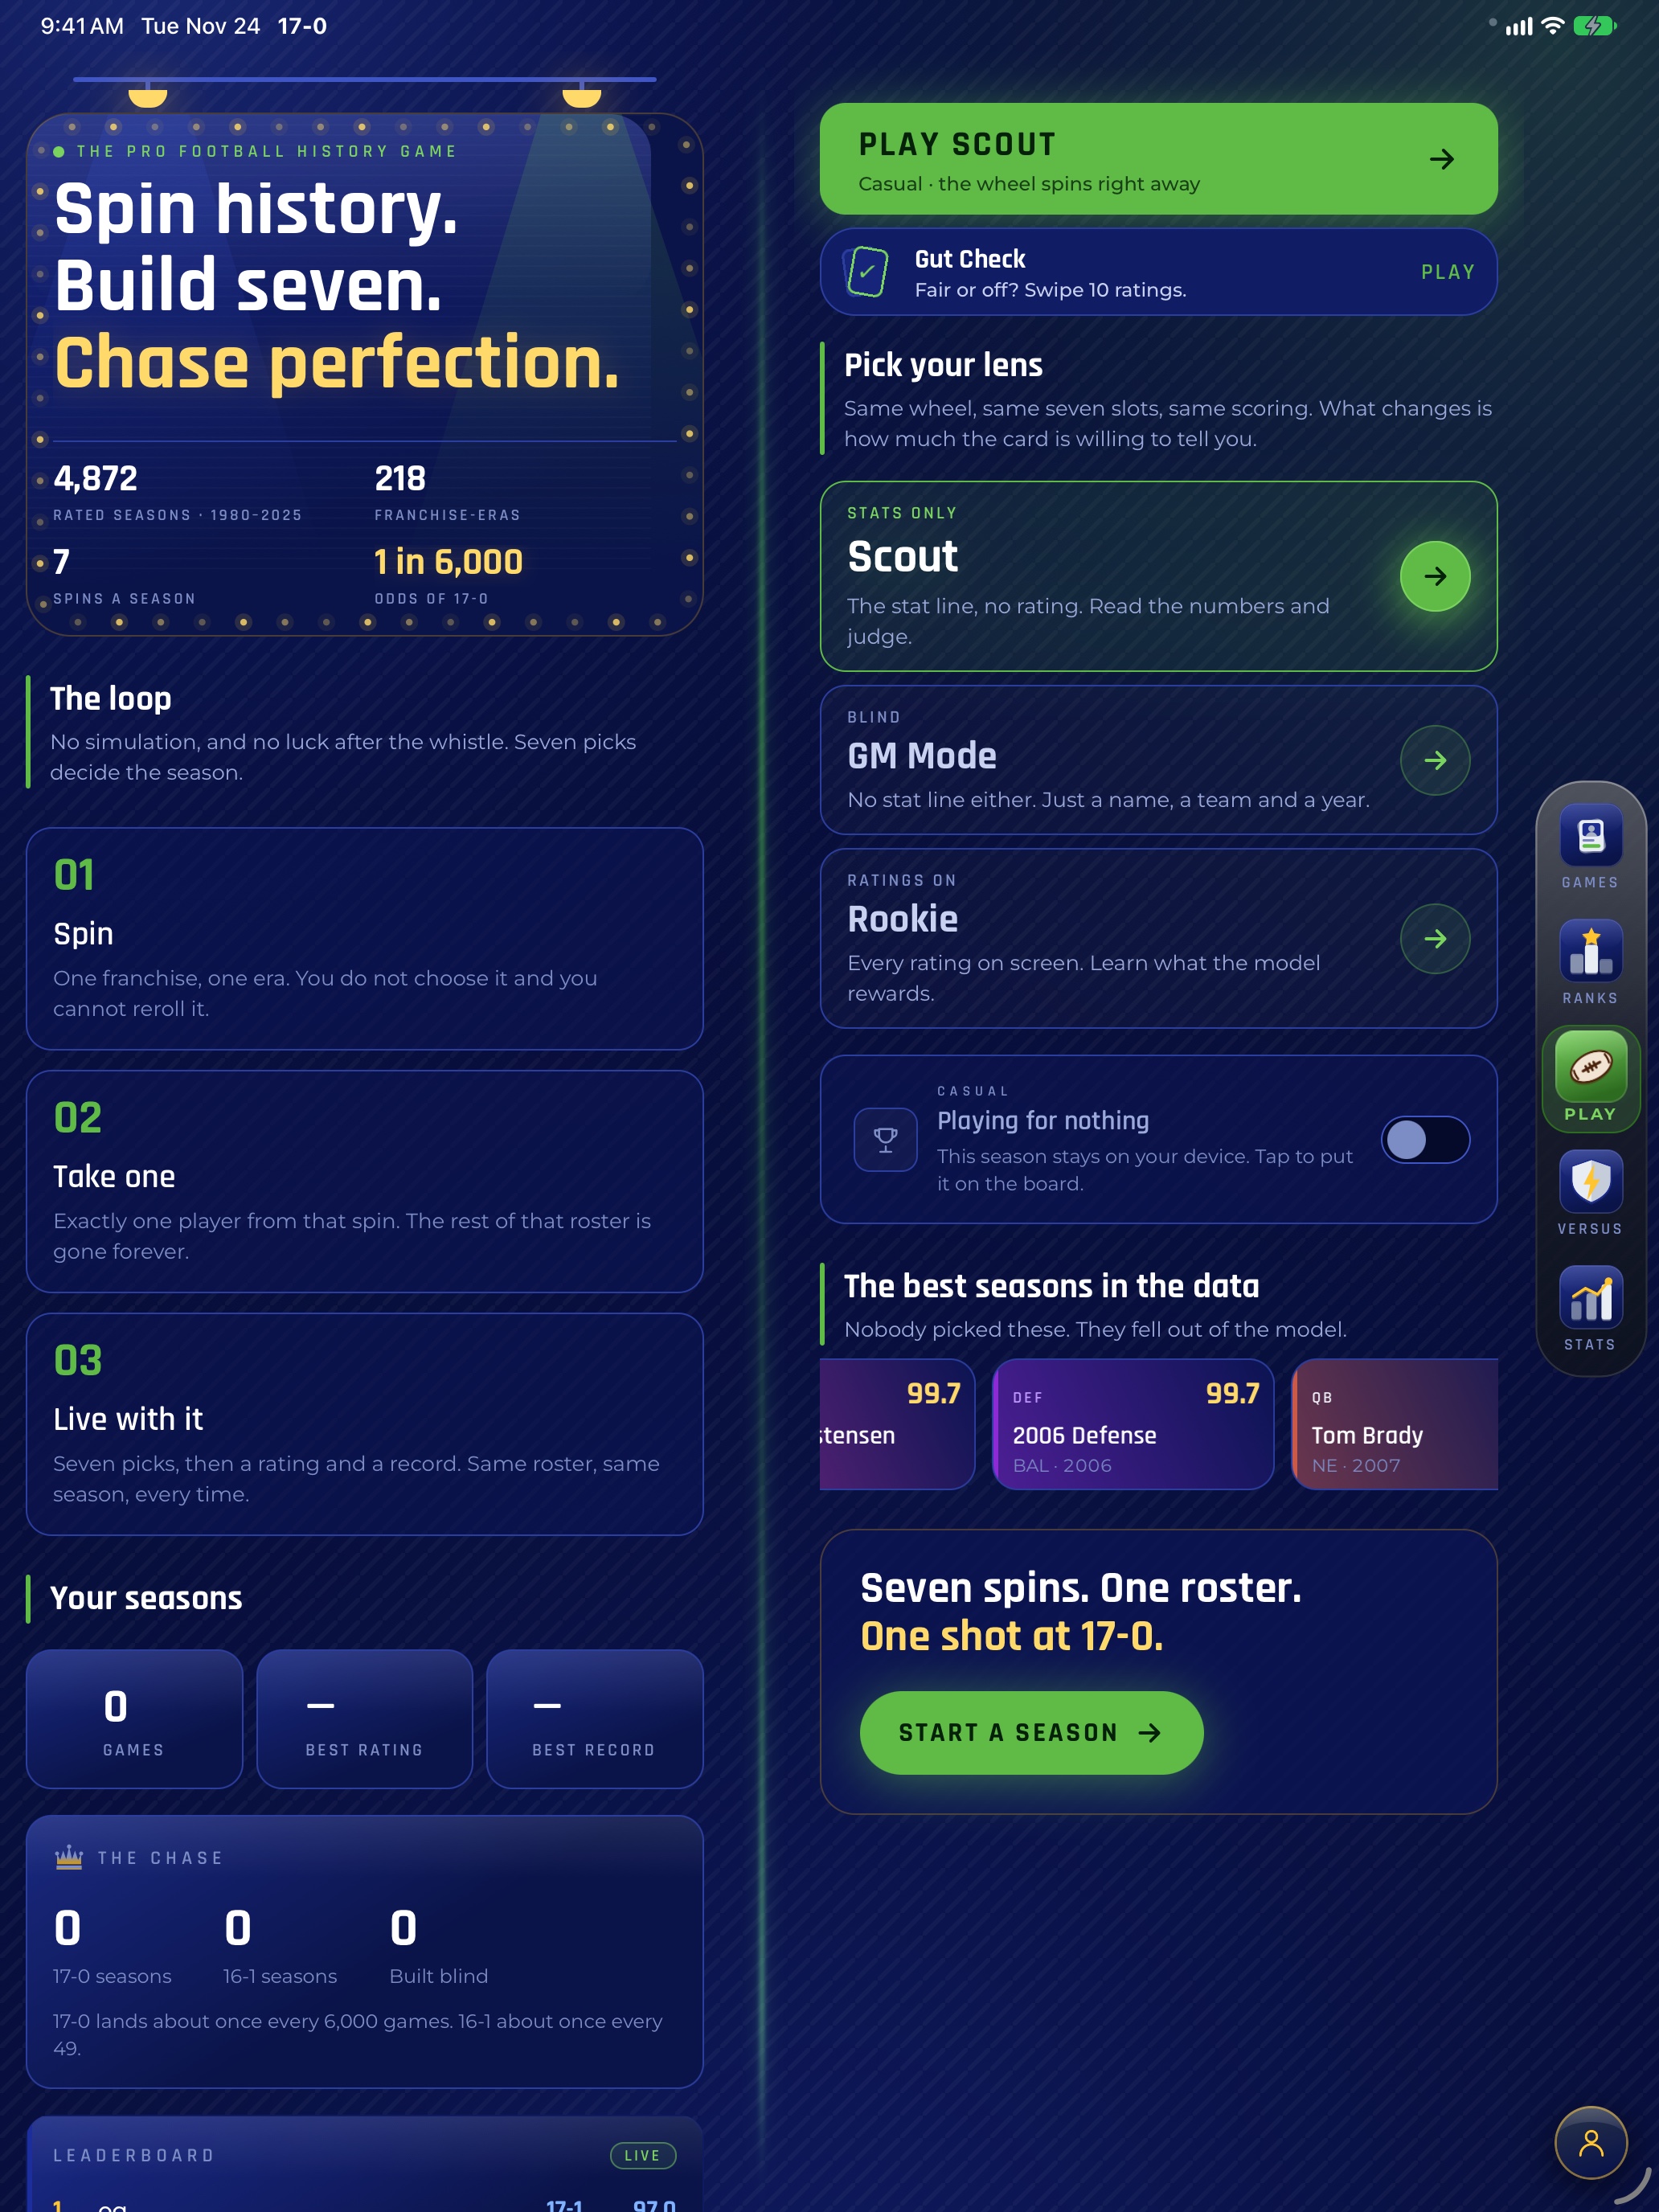 9:41 AM Tue Nov 24 17-0
THE PRO FOOTBALL HISTORY GAME
Spin history.
Build seven.
Chase perfection.
4,872
RATED SEASONS · 1980–2025
218
FRANCHISE-ERAS
7
SPINS A SEASON
1 in 6,000
ODDS OF 17-0
The loop
No simulation, and no luck after the whistle. Seven picks
decide the season.
01
Spin
One franchise, one era. You do not choose it and you
cannot reroll it.
02
Take one
Exactly one player from that spin. The rest of that roster is
gone forever.
03
Live with it
Seven picks, then a rating and a record. Same roster, same
season, every time.
Your seasons
0
GAMES
—
BEST RATING
—
BEST RECORD
THE CHASE
0
17-0 seasons
0
16-1 seasons
0
Built blind
17-0 lands about once every 6,000 games. 16-1 about once every
49.
LEADERBOARD
LIVE
1 eg 17-1 97.0
PLAY SCOUT
Casual · the wheel spins right away
Gut Check
Fair or off? Swipe 10 ratings.
PLAY
Pick your lens
Same wheel, same seven slots, same scoring. What changes is
how much the card is willing to tell you.
STATS ONLY
Scout
The stat line, no rating. Read the numbers and
judge.
BLIND
GM Mode
No stat line either. Just a name, a team and a year.
RATINGS ON
Rookie
Every rating on screen. Learn what the model
rewards.
CASUAL
Playing for nothing
This season stays on your device. Tap to put
it on the board.
The best seasons in the data
Nobody picked these. They fell out of the model.
99.7
stensen
DEF
99.7
2006 Defense
BAL · 2006
QB
Tom Brady
NE · 2007
Seven spins. One roster.
One shot at 17-0.
START A SEASON
GAMES
RANKS
PLAY
VERSUS
STATS